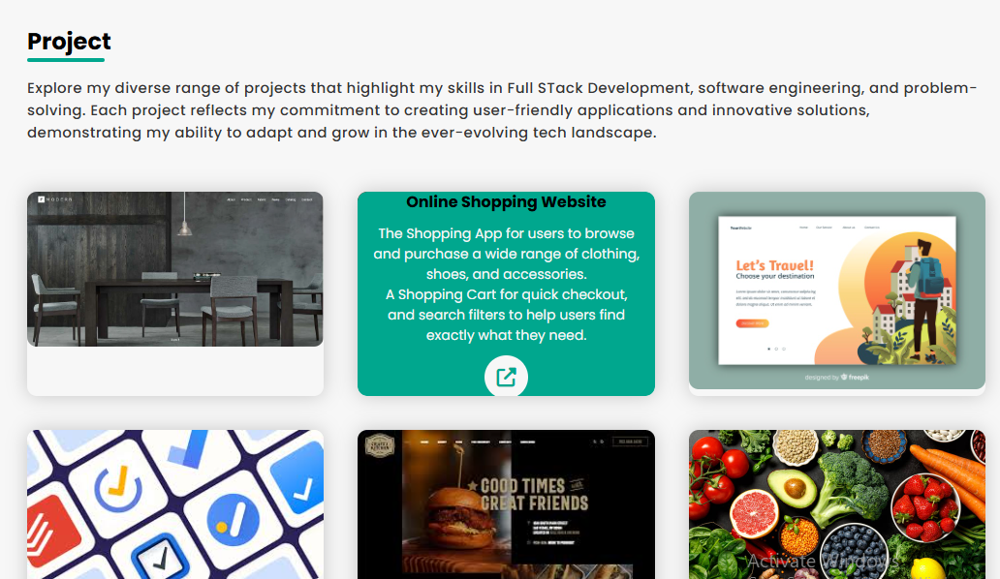 Project
Explore my diverse range of projects that highlight my skills in Full STack Development, software engineering, and problem-
solving. Each project reflects my commitment to creating user-friendly applications and innovative solutions,
demonstrating my ability to adapt and grow in the ever-evolving tech landscape.
MODERN
Online Shopping Website
The Shopping App for users to browse
and purchase a wide range of clothing,
shoes, and accessories.
A Shopping Cart for quick checkout,
and search filters to help users find
exactly what they need.
Let's Travel!
Choose your destination
designed by freepik
GOOD TIMES
GREAT FRIENDS
Activate Windows